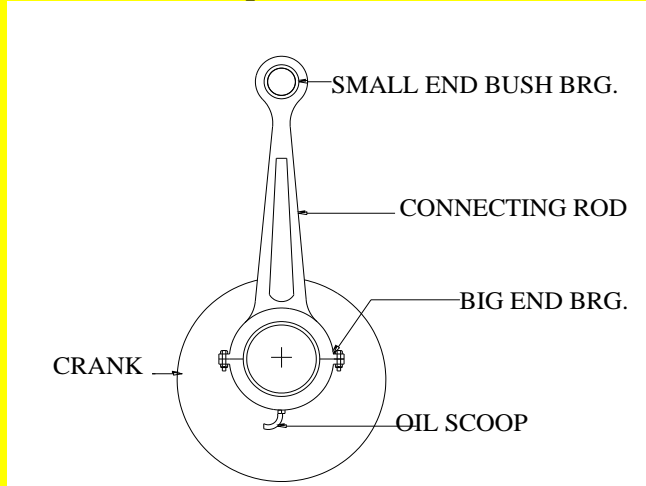 SMALL END BUSH BRG.
CONNECTING ROD
BIG END BRG.
CRANK
OIL SCOOP